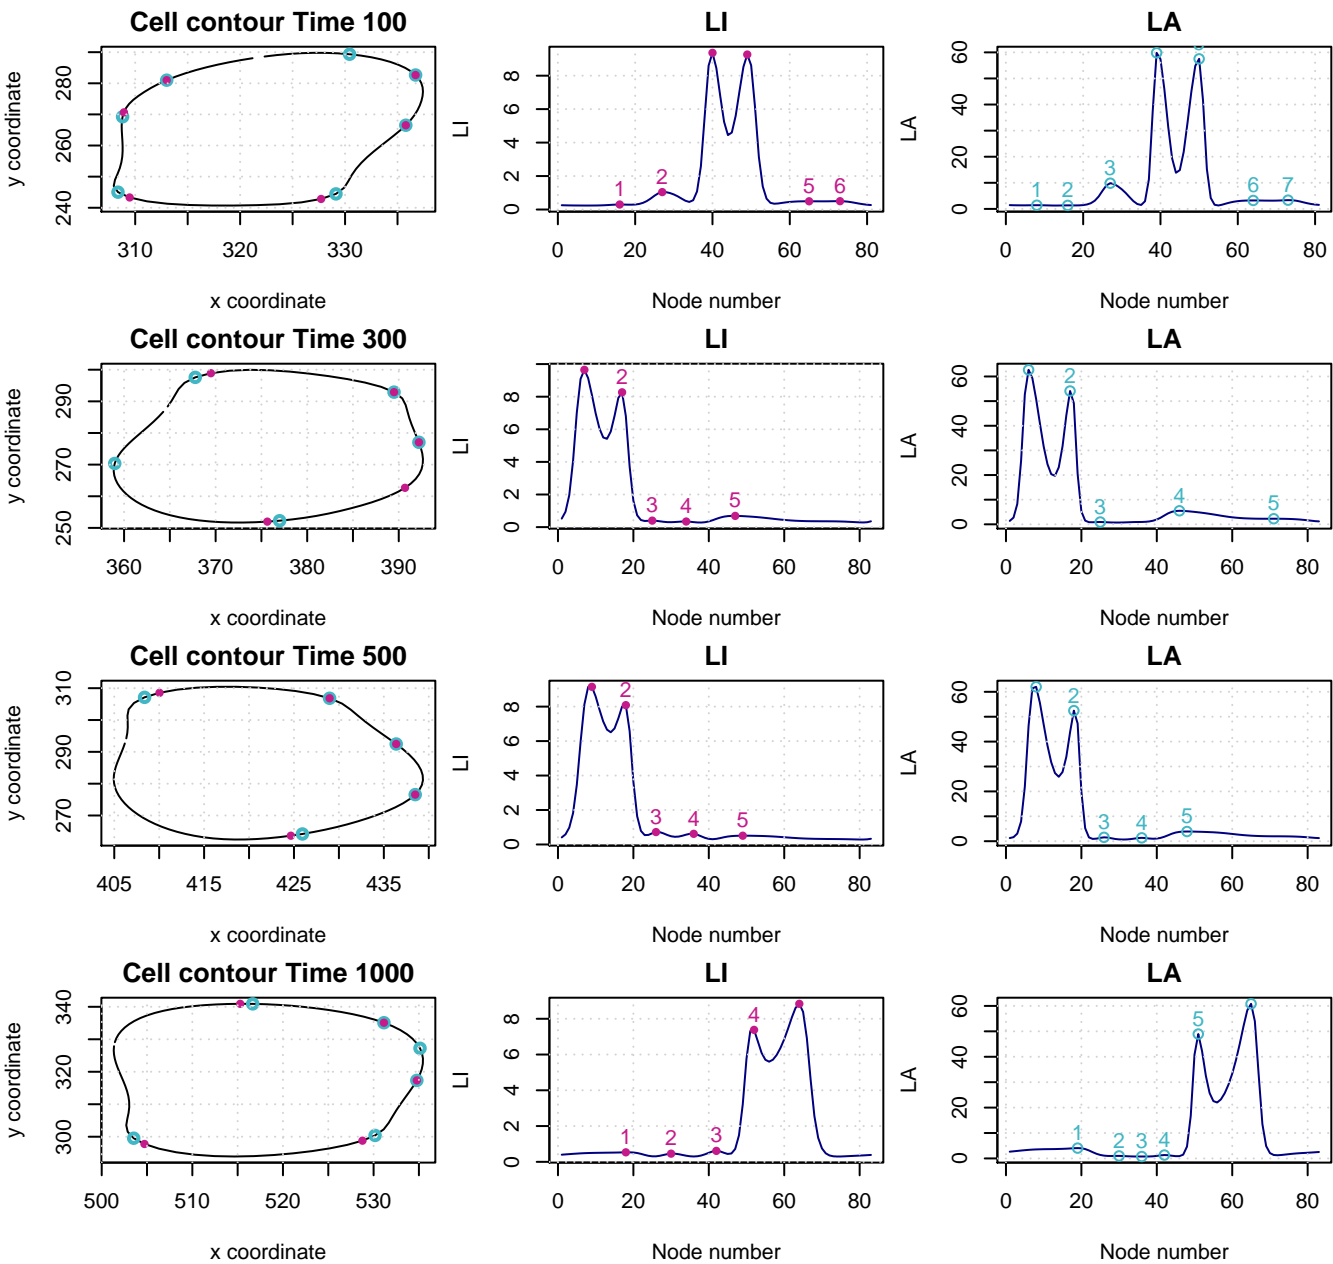 Cell contour Time 100
LI
LA
y coordinate
240 260 280
310 320 330
x coordinate
LI
0 2 4 6 8
1 2 5 6
0 20 40 60 80
Node number
LA
0 20 40 60
1 2 3 6 7
0 20 40 60 80
Node number
Cell contour Time 300
LI
LA
y coordinate
250 270 290
360 370 380 390
x coordinate
LI
0 2 4 6 8
2 3 4 5
0 20 40 60 80
Node number
LA
0 20 40 60
2 3 4 5
0 20 40 60 80
Node number
Cell contour Time 500
LI
LA
y coordinate
270 290 310
405 415 425 435
x coordinate
LI
0 2 4 6 8
2 3 4 5
0 20 40 60 80
Node number
LA
0 20 40 60
2 3 4 5
0 20 40 60 80
Node number
Cell contour Time 1000
LI
LA
y coordinate
300 320 340
500 510 520 530
x coordinate
LI
0 2 4 6 8
1 2 3 4
0 20 40 60 80
Node number
LA
0 20 40 60
1 2 3 4 5
0 20 40 60 80
Node number